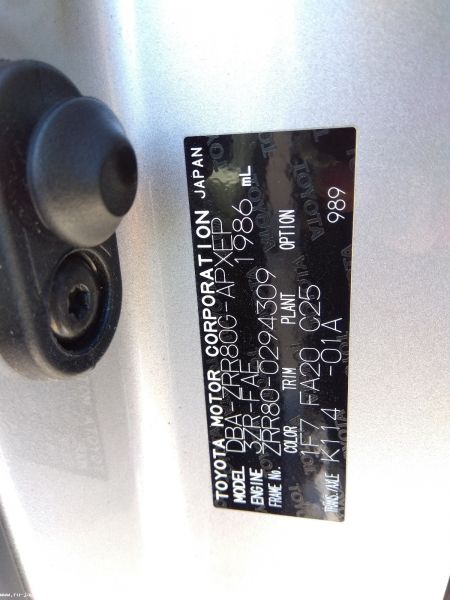 TOYOTA MOTOR CORPORATION JAPAN
MODEL DBA-ZRR80G-APXEP
ENGINE 3ZR-FAE 1986 mL
FRAME No. ZRR80-0294309
COLOR TRIM PLANT OPTION
1F7 FA20 C25 989
TRANS./AXLE K114 -01A